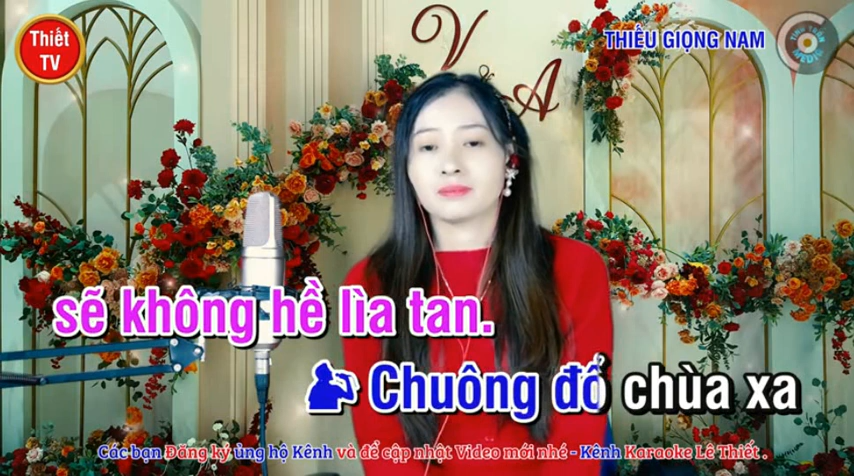 Thiết
TV
V
&
A
THIẾU GIỌNG NAM
sẽ không hề lìa tan.
Chuông đổ chùa xa
Các bạn Đăng ký ủng hộ Kênh và để cập nhật Video mới nhé - Kênh Karaoke Lê Thiết .